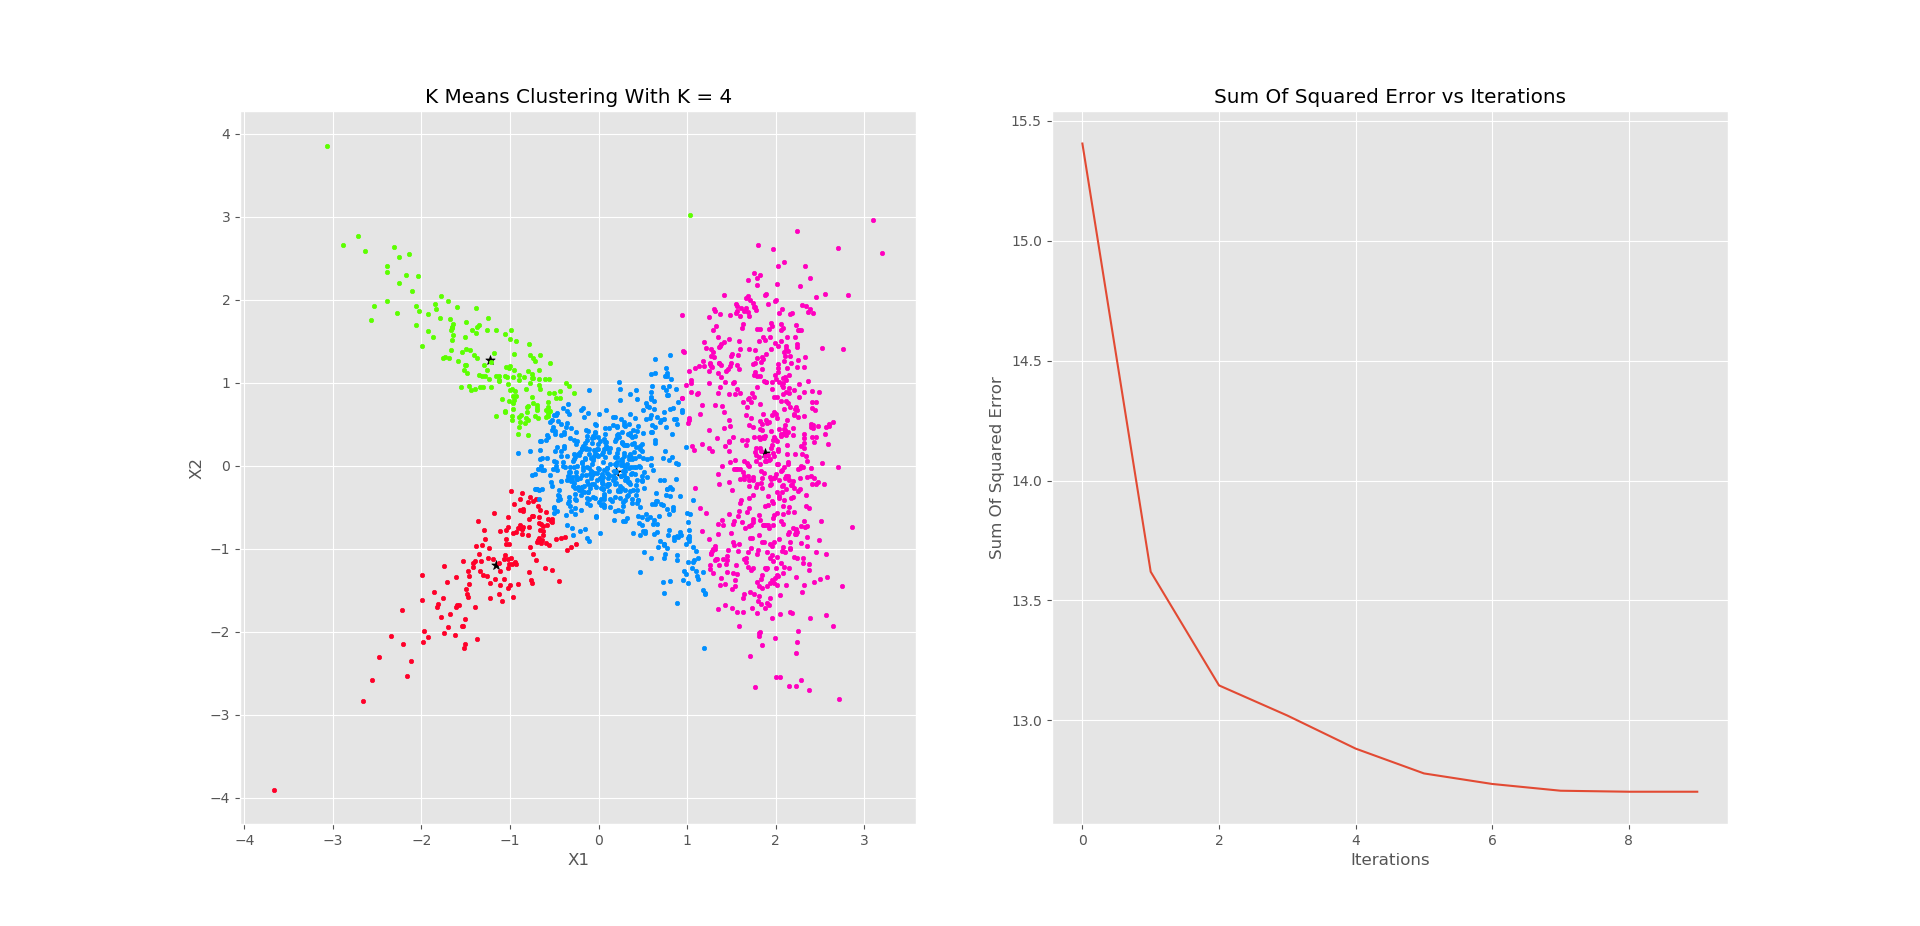 K Means Clustering With K = 4
4
3
2
1
0
−1
−2
−3
−4
X2
−4 −3 −2 −1 0 1 2 3
X1
Sum Of Squared Error vs Iterations
15.5
15.0
14.5
14.0
13.5
13.0
Sum Of Squared Error
0 2 4 6 8
Iterations